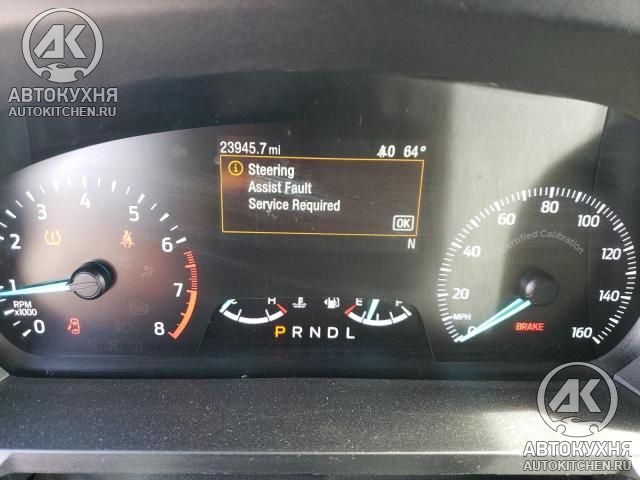 АК
АВТОКУХНЯ
AUTOKITCHEN.RU
23945.7 mi
0 64°
Steering
Assist Fault
Service Required
OK
N
0 1 2 3 4 5 6 7 8
RPM
x1000
H
E F
P R N D L
0 20 40 60 80 100 120 140 160
Certified Calibration
MPH
BRAKE
АК
АВТОКУХНЯ
AUTOKITCHEN.RU